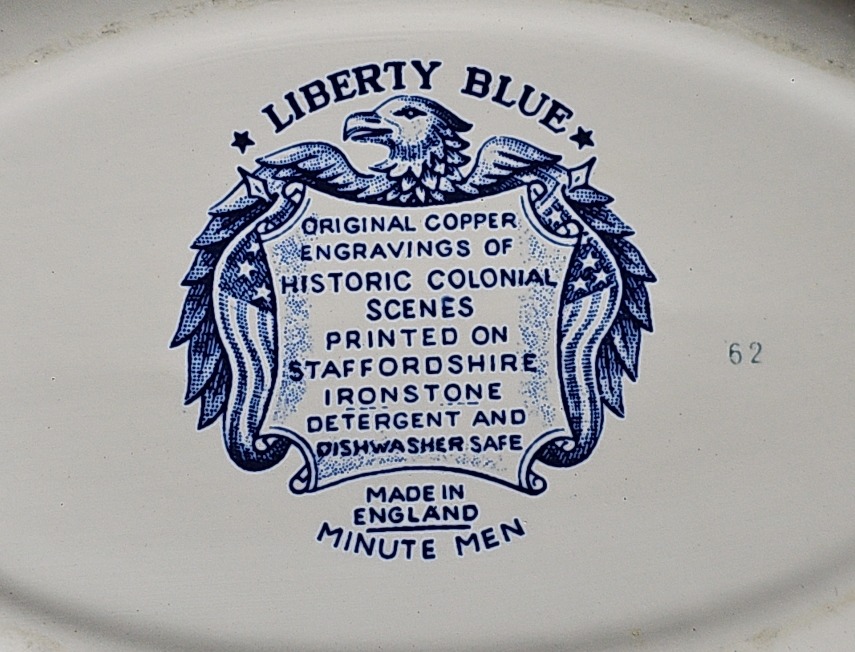 LIBERTY BLUE
ORIGINAL COPPER
ENGRAVINGS OF
HISTORIC COLONIAL
SCENES
PRINTED ON
STAFFORDSHIRE
IRONSTONE
DETERGENT AND
DISHWASHER SAFE
MADE IN
ENGLAND
MINUTE MEN
62